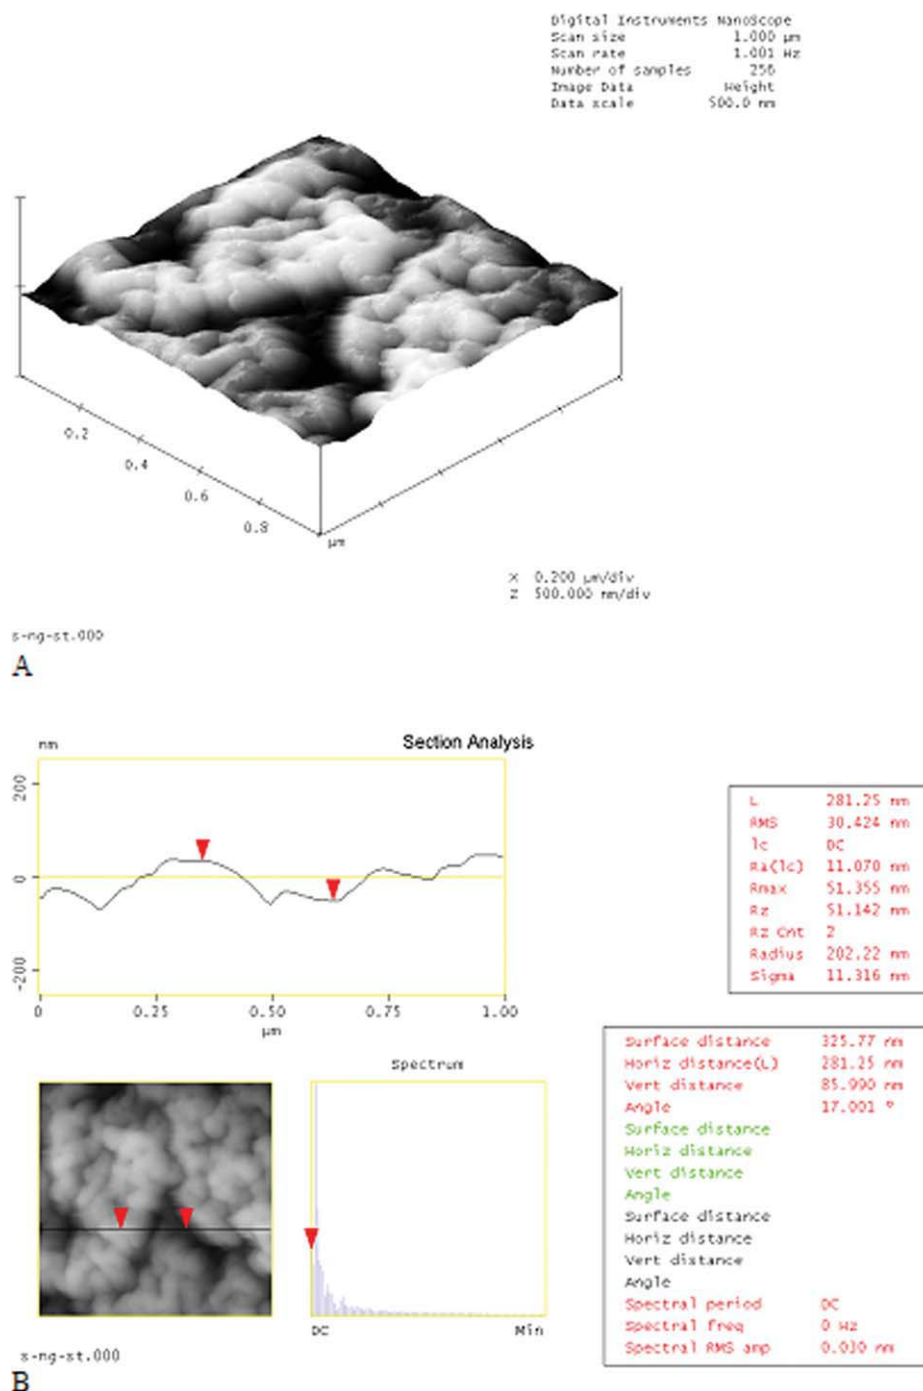 Digital Instruments NanoScope
Scan size 1.000 µm
Scan rate 1.001 Hz
Number of samples 256
Image Data Height
Data scale 500.0 nm
0.2
0.4
0.6
0.8
µm
X 0.200 µm/div
Z 500.000 nm/div
s-ng-st.000
A
nm
Section Analysis
200
0
-200
0 0.25 0.50 0.75 1.00
µm
L 281.25 nm
RMS 30.424 nm
lc DC
Ra(lc) 11.070 nm
Rmax 51.355 nm
Rz 51.142 nm
Rz Cnt 2
Radius 202.22 nm
Sigma 11.316 nm
Spectrum
DC Min
Surface distance 325.77 nm
Horiz distance(L) 281.25 nm
Vert distance 85.990 nm
Angle 17.001 °
Surface distance
Horiz distance
Vert distance
Angle
Surface distance
Horiz distance
Vert distance
Angle
Spectral period DC
Spectral freq 0 Hz
Spectral RMS amp 0.030 nm
s-ng-st.000
B